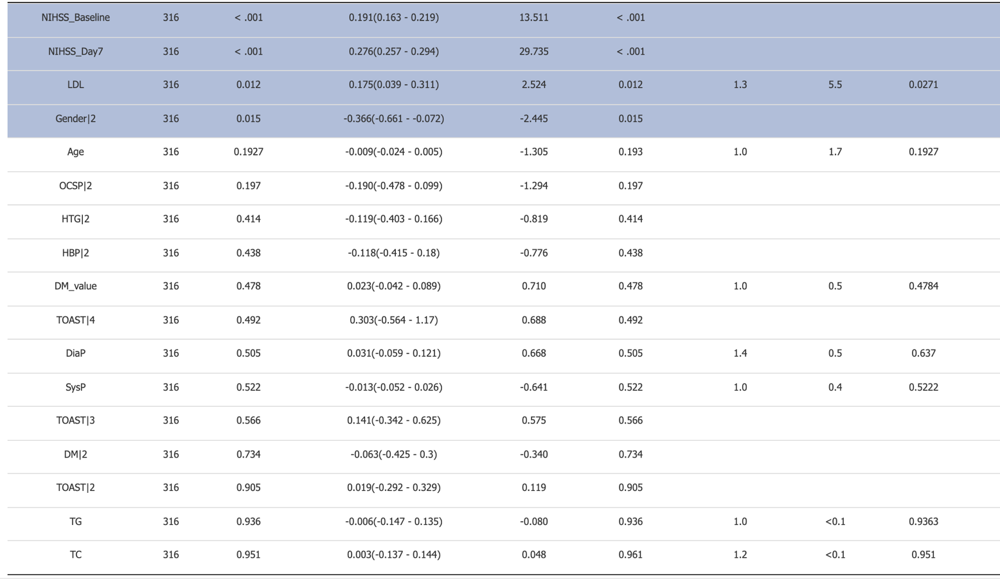 NIHSS_Baseline 316 < .001 0.191(0.163 - 0.219) 13.511 < .001
NIHSS_Day7 316 < .001 0.276(0.257 - 0.294) 29.735 < .001
LDL 316 0.012 0.175(0.039 - 0.311) 2.524 0.012 1.3 5.5 0.0271
Gender|2 316 0.015 -0.366(-0.661 - -0.072) -2.445 0.015
Age 316 0.1927 -0.009(-0.024 - 0.005) -1.305 0.193 1.0 1.7 0.1927
OCSP|2 316 0.197 -0.190(-0.478 - 0.099) -1.294 0.197
HTG|2 316 0.414 -0.119(-0.403 - 0.166) -0.819 0.414
HBP|2 316 0.438 -0.118(-0.415 - 0.18) -0.776 0.438
DM_value 316 0.478 0.023(-0.042 - 0.089) 0.710 0.478 1.0 0.5 0.4784
TOAST|4 316 0.492 0.303(-0.564 - 1.17) 0.688 0.492
DiaP 316 0.505 0.031(-0.059 - 0.121) 0.668 0.505 1.4 0.5 0.637
SysP 316 0.522 -0.013(-0.052 - 0.026) -0.641 0.522 1.0 0.4 0.5222
TOAST|3 316 0.566 0.141(-0.342 - 0.625) 0.575 0.566
DM|2 316 0.734 -0.063(-0.425 - 0.3) -0.340 0.734
TOAST|2 316 0.905 0.019(-0.292 - 0.329) 0.119 0.905
TG 316 0.936 -0.006(-0.147 - 0.135) -0.080 0.936 1.0 <0.1 0.9363
TC 316 0.951 0.003(-0.137 - 0.144) 0.048 0.961 1.2 <0.1 0.951